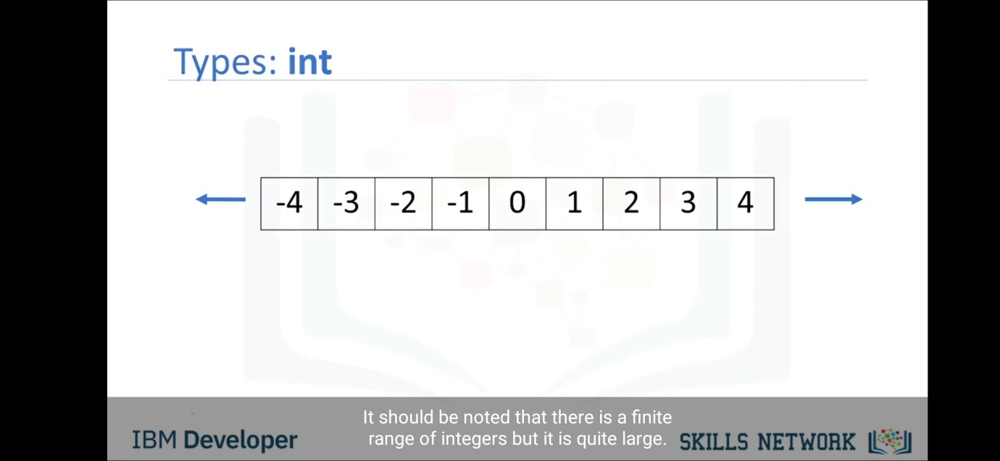 Types: int
-4 -3 -2 -1 0 1 2 3 4
It should be noted that there is a finite
range of integers but it is quite large.
IBM Developer
SKILLS NETWORK